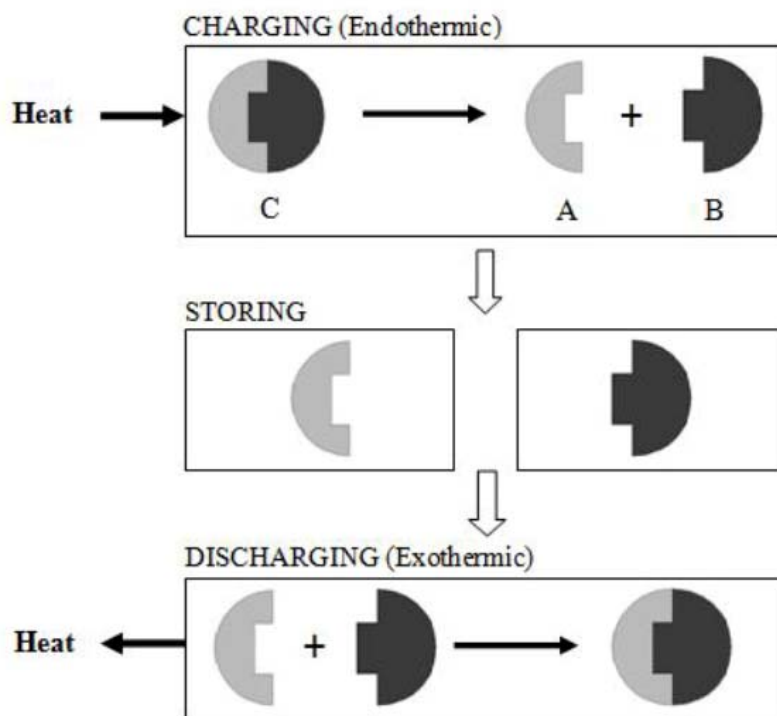 CHARGING (Endothermic)
Heat
+
C
A
B
STORING
DISCHARGING (Exothermic)
Heat
+